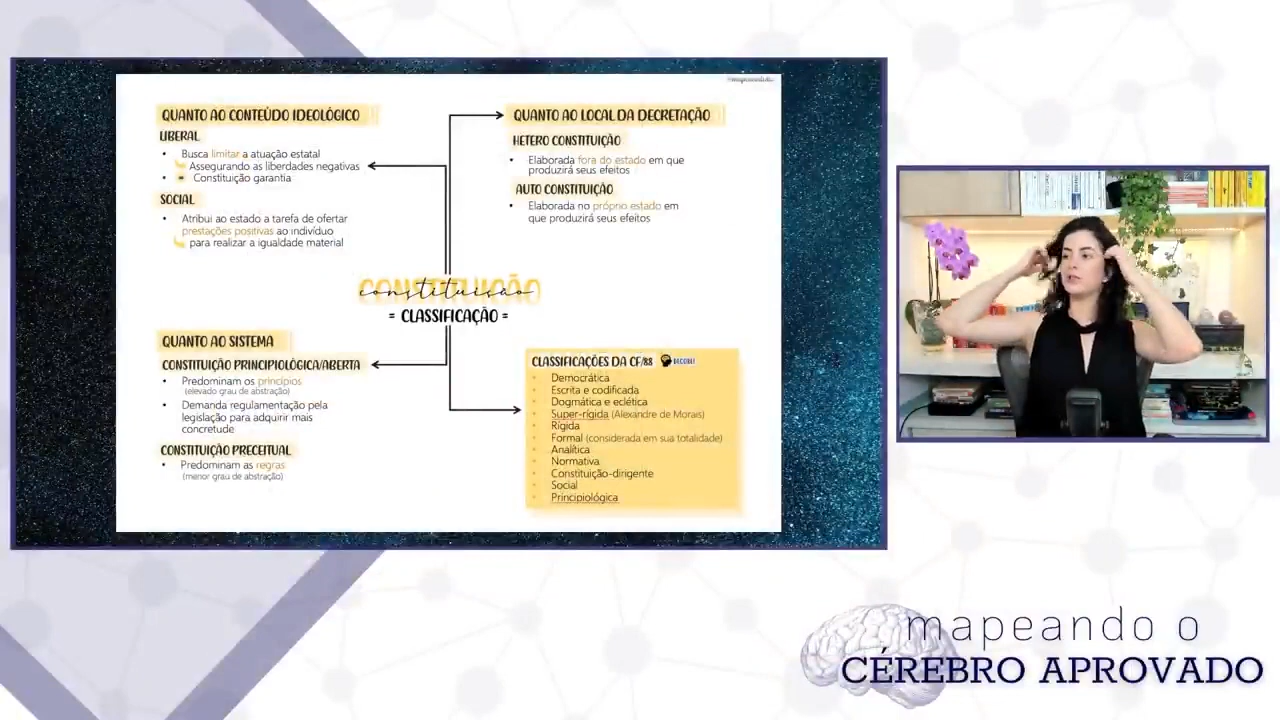 QUANTO AO CONTEÚDO IDEOLÓGICO
LIBERAL
• Busca limitar a atuação estatal
Assegurando as liberdades negativas
• = Constituição garantia
SOCIAL
• Atribui ao estado a tarefa de ofertar
prestações positivas ao indivíduo
para realizar a igualdade material
QUANTO AO LOCAL DA DECRETAÇÃO
HETERO CONSTITUIÇÃO
• Elaborada fora do estado em que
produzirá seus efeitos
AUTO CONSTITUIÇÃO
• Elaborada no próprio estado em
que produzirá seus efeitos
CONSTITUIÇÃO
constituição
= CLASSIFICAÇÃO =
QUANTO AO SISTEMA
CONSTITUIÇÃO PRINCIPIOLÓGICA/ABERTA
• Predominam os princípios
(elevado grau de abstração)
• Demanda regulamentação pela
legislação para adquirir mais
concretude
CONSTITUIÇÃO PRECEITUAL
• Predominam as regras
(menor grau de abstração)
CLASSIFICAÇÕES DA CF/88 DECORE!
• Democrática
• Escrita e codificada
• Dogmática e eclética
• Super-rígida (Alexandre de Morais)
• Rígida
• Formal (considerada em sua totalidade)
• Analítica
• Normativa
• Constituição-dirigente
• Social
• Principiológica
mapeando o
CÉREBRO APROVADO